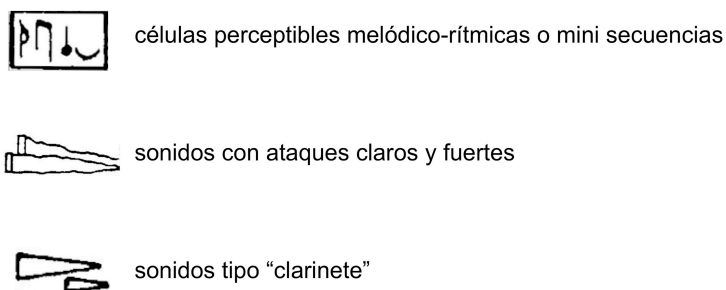 células perceptibles melódico-rítmicas o mini secuencias
sonidos con ataques claros y fuertes
sonidos tipo “clarinete”